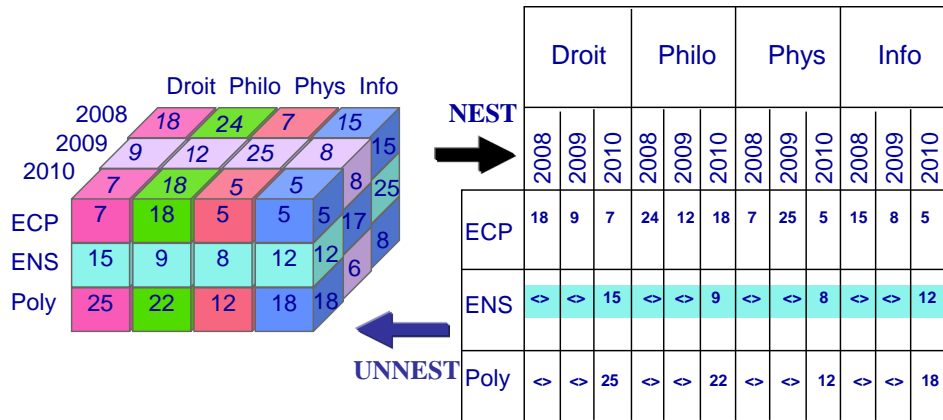 Droit Philo Phys Info
2008 18 24 7 15
2009 9 12 25 8 15
2010 7 18 5 5 8 25
ECP 7 18 5 5 5 17 8
ENS 15 9 8 12 12 6
Poly 25 22 12 18 18
NEST
UNNEST
Droit Philo Phys Info
2008 2009 2010 2008 2009 2010 2008 2009 2010 2008 2009 2010
ECP 18 9 7 24 12 18 7 25 5 15 8 5
ENS <> <> 15 <> <> 9 <> <> 8 <> <> 12
Poly <> <> 25 <> <> 22 <> <> 12 <> <> 18